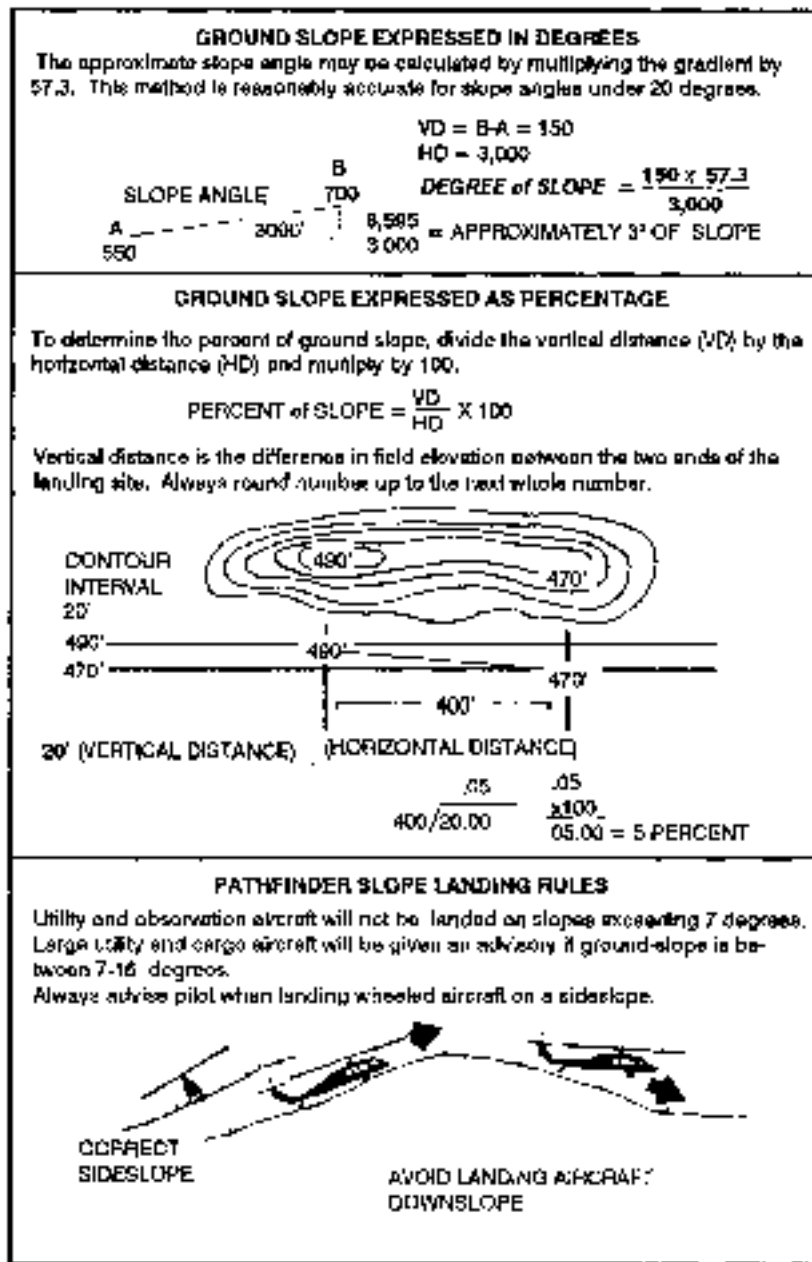 GROUND SLOPE EXPRESSED IN DEGREES
The approximate slope angle may be calculated by multiplying the gradient by
57.3. This method is reasonably accurate for slope angles under 20 degrees.
VD = B-A = 150
HD = 3,000
B
700
SLOPE ANGLE
DEGREE of SLOPE = 150 x 57.3
3,000
A
550
3000'
8,595
3 000
= APPROXIMATELY 3° OF SLOPE
GROUND SLOPE EXPRESSED AS PERCENTAGE
To determine the percent of ground slope, divide the vertical distance (VD) by the
horizontal distance (HD) and multiply by 100.
PERCENT of SLOPE = VD X 100
HD
Vertical distance is the difference in field elevation between the two ends of the
landing site. Always round number up to the next whole number.
CONTOUR
INTERVAL
20'
490'
470'
490'
470'
490'
470'
400'
20' (VERTICAL DISTANCE)
(HORIZONTAL DISTANCE)
.05
400/20.00
.05
x100
05.00 = 5 PERCENT
PATHFINDER SLOPE LANDING RULES
Utility and observation aircraft will not be landed on slopes exceeding 7 degrees.
Large utility and cargo aircraft will be given an advisory if ground-slope is be-
tween 7-15 degrees.
Always advise pilot when landing wheeled aircraft on a sideslope.
CORRECT
SIDESLOPE
AVOID LANDING AIRCRAFT
DOWNSLOPE